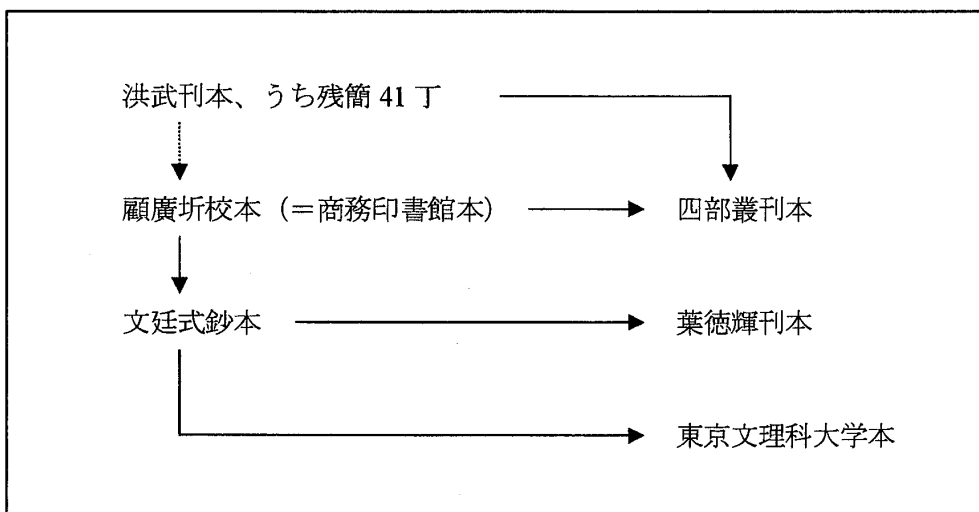 洪武刊本、うち残簡 41 丁
顧廣圻校本（＝商務印書館本）
四部叢刊本
文廷式鈔本
葉徳輝刊本
東京文理科大学本